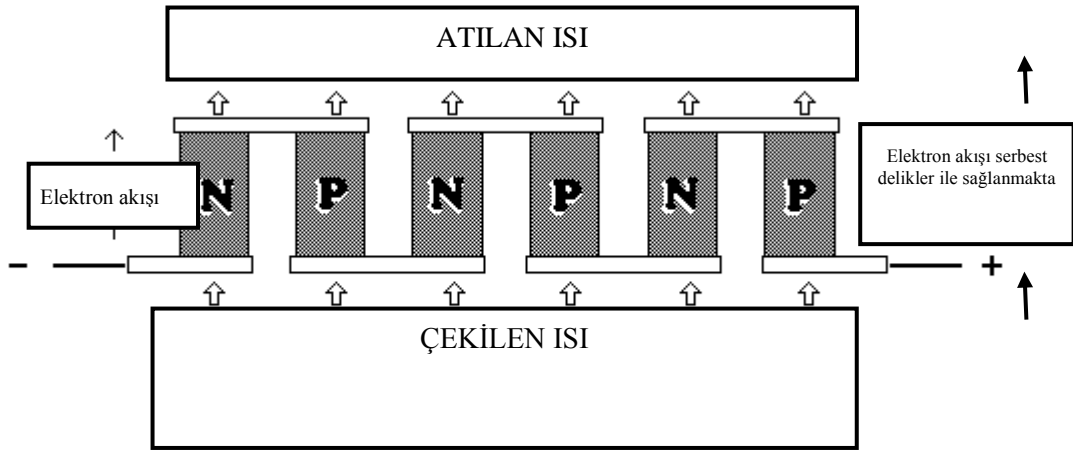 ATILAN ISI
Elektron akışı
N P N P N P
Elektron akışı serbest
delikler ile sağlanmakta
- +
ÇEKİLEN ISI